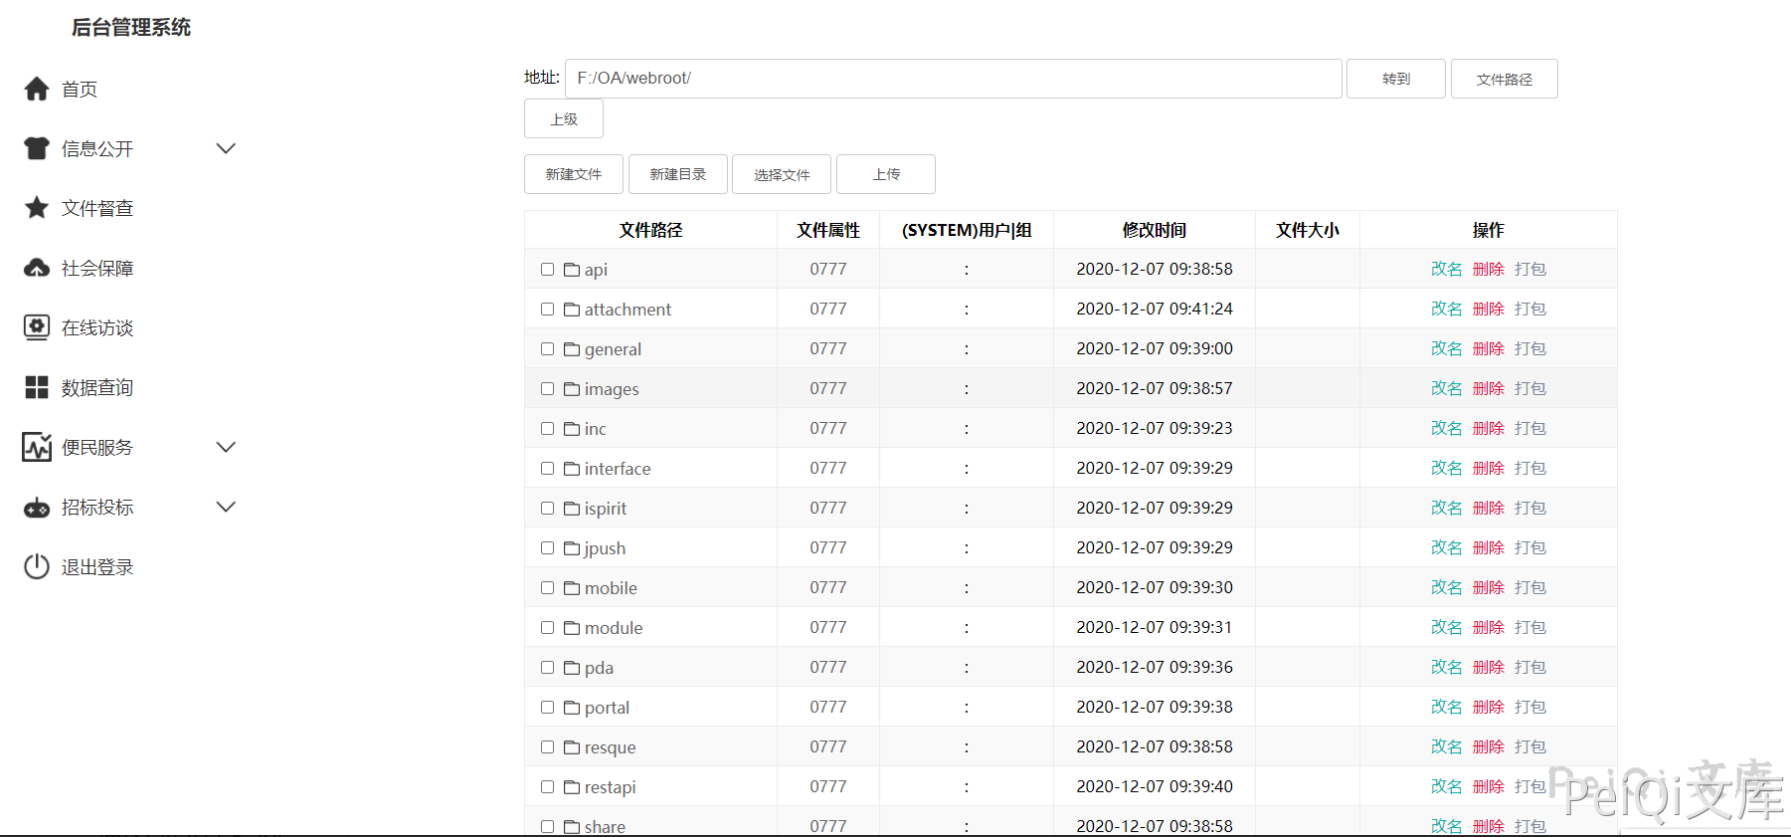 后台管理系统
首页
信息公开
文件督查
社会保障
在线访谈
数据查询
便民服务
招标投标
退出登录
地址: F:/OA/webroot/ 转到 文件路径
上级
新建文件 新建目录 选择文件 上传
文件路径 文件属性 (SYSTEM)用户|组 修改时间 文件大小 操作
api 0777 : 2020-12-07 09:38:58 改名 删除 打包
attachment 0777 : 2020-12-07 09:41:24 改名 删除 打包
general 0777 : 2020-12-07 09:39:00 改名 删除 打包
images 0777 : 2020-12-07 09:38:57 改名 删除 打包
inc 0777 : 2020-12-07 09:39:23 改名 删除 打包
interface 0777 : 2020-12-07 09:39:29 改名 删除 打包
ispirit 0777 : 2020-12-07 09:39:29 改名 删除 打包
jpush 0777 : 2020-12-07 09:39:29 改名 删除 打包
mobile 0777 : 2020-12-07 09:39:30 改名 删除 打包
module 0777 : 2020-12-07 09:39:31 改名 删除 打包
pda 0777 : 2020-12-07 09:39:36 改名 删除 打包
portal 0777 : 2020-12-07 09:39:38 改名 删除 打包
resque 0777 : 2020-12-07 09:38:58 改名 删除 打包
restapi 0777 : 2020-12-07 09:39:40 改名 删除 打包
share 0777 : 2020-12-07 09:38:58 改名 删除 打包
PeiQi文库
PeiQi文库